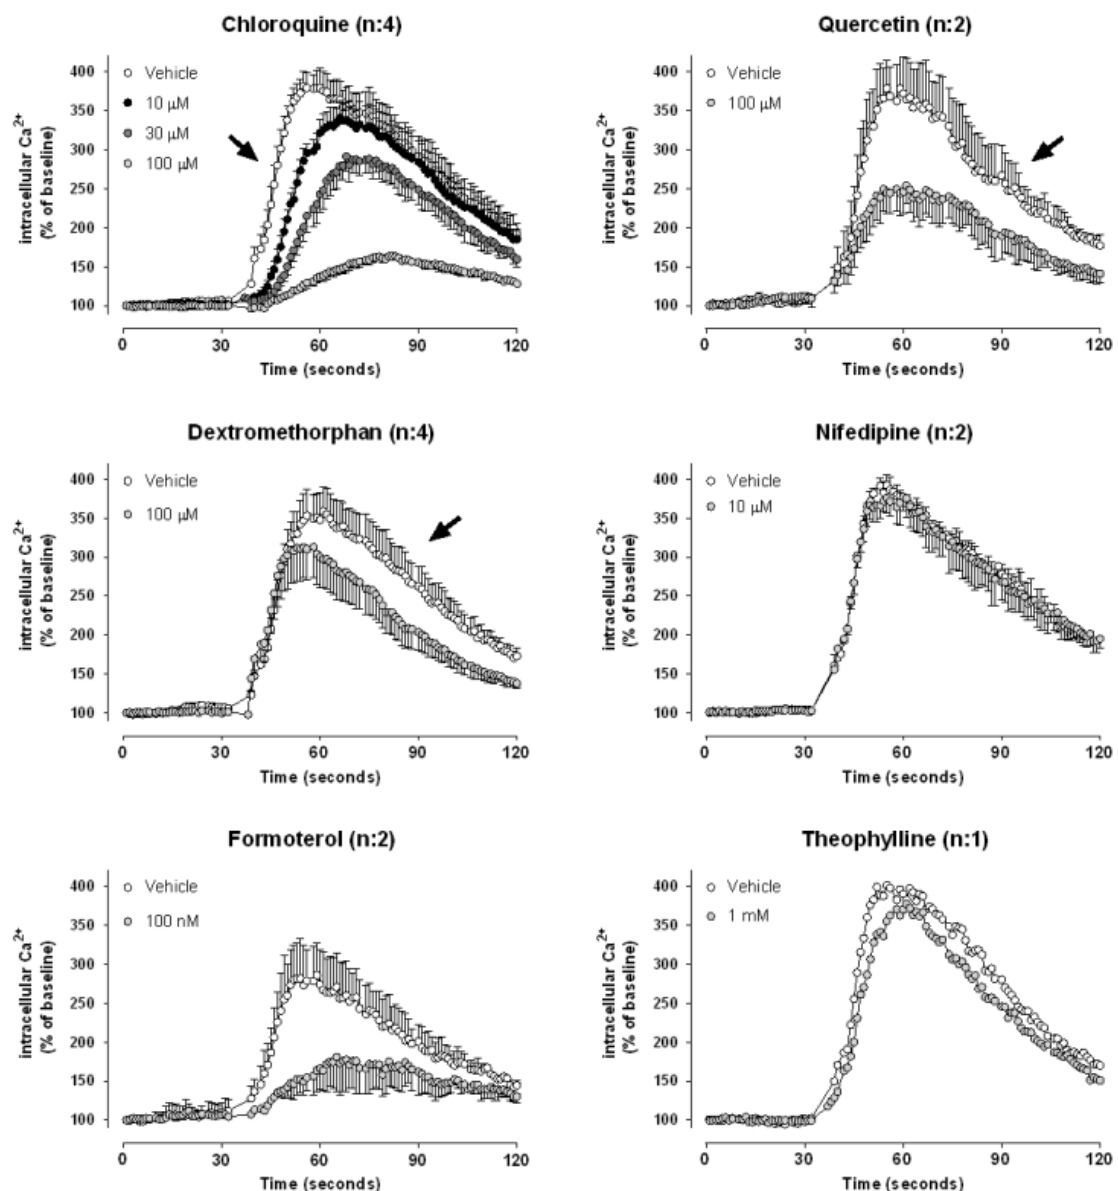 Chloroquine (n:4)
Vehicle
10 µM
30 µM
100 µM
400
350
300
250
200
150
100
intracellular Ca²⁺
(% of baseline)
0 30 60 90 120
Time (seconds)
Quercetin (n:2)
Vehicle
100 µM
400
350
300
250
200
150
100
intracellular Ca²⁺
(% of baseline)
0 30 60 90 120
Time (seconds)
Dextromethorphan (n:4)
Vehicle
100 µM
400
350
300
250
200
150
100
intracellular Ca²⁺
(% of baseline)
0 30 60 90 120
Time (seconds)
Nifedipine (n:2)
Vehicle
10 µM
400
350
300
250
200
150
100
intracellular Ca²⁺
(% of baseline)
0 30 60 90 120
Time (seconds)
Formoterol (n:2)
Vehicle
100 nM
400
350
300
250
200
150
100
intracellular Ca²⁺
(% of baseline)
0 30 60 90 120
Time (seconds)
Theophylline (n:1)
Vehicle
1 mM
400
350
300
250
200
150
100
intracellular Ca²⁺
(% of baseline)
0 30 60 90 120
Time (seconds)